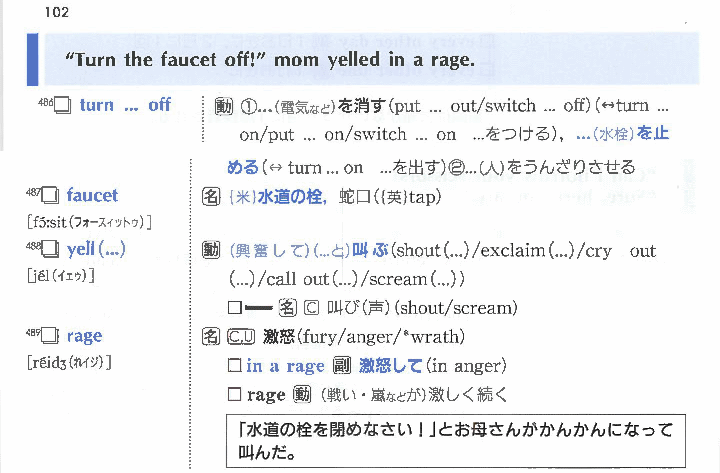 102
“Turn the faucet off!” mom yelled in a rage.
486□ turn … off 動 ①…(電気など)を消す(put … out/switch … off)(↔turn …
on/put … on/switch … on …をつける), …(水栓)を止
める(↔ turn … on …を出す)②…(人)をうんざりさせる
487□ faucet 名 {米}水道の栓, 蛇口({英}tap)
[fɔ́ːsit(フォースィットゥ)]
488□ yell(…) 動 (興奮して)(…と)叫ぶ(shout(…)/exclaim(…)/cry out
[jél(イェゥ)] (…)/call out(…)/scream(…))
□━ 名 C 叫び(声)(shout/scream)
489□ rage 名 C,U 激怒(fury/anger/*wrath)
[réidʒ(ゥレイジ)] □ in a rage 副 激怒して(in anger)
□ rage 動 (戦い・嵐などが)激しく続く
「水道の栓を閉めなさい!」とお母さんがかんかんになって
叫んだ。